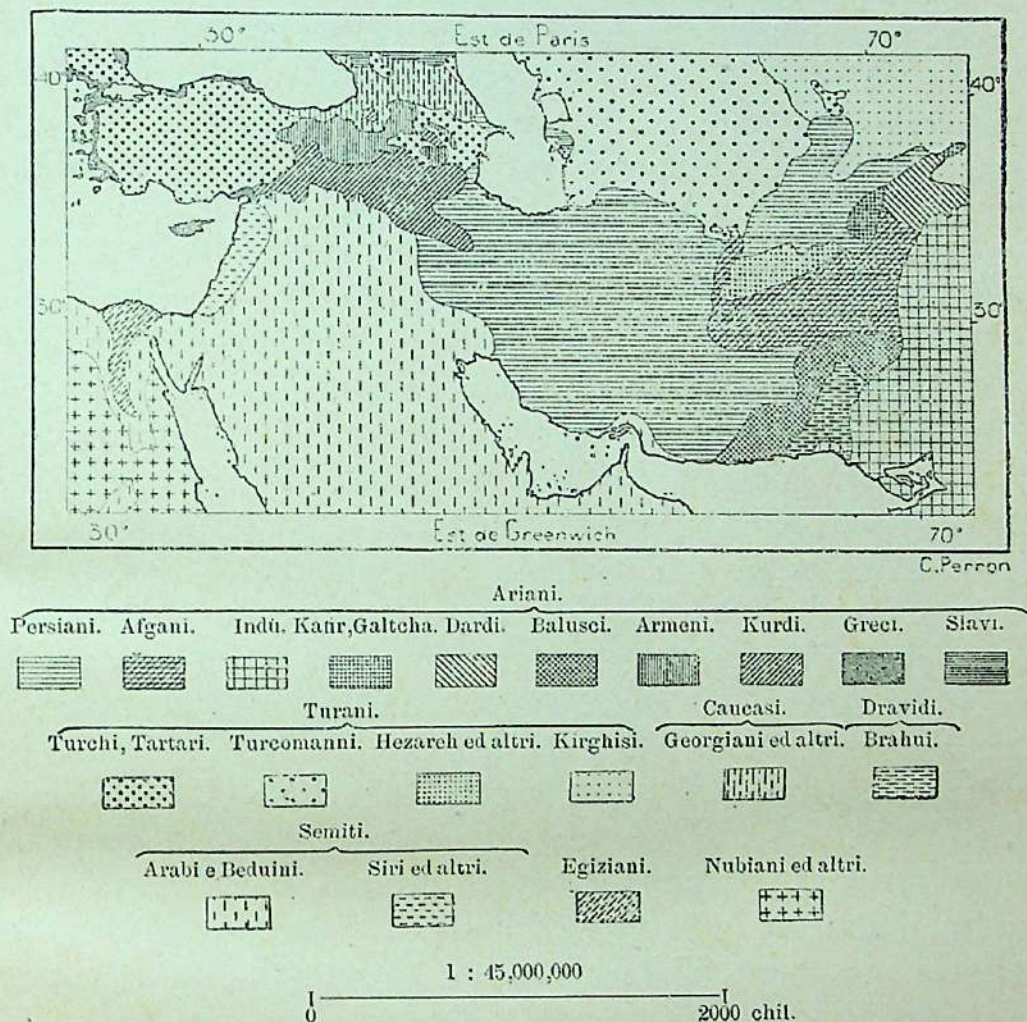 30° Est de Paris 70°
40° 40°
30° 30°
30° Est de Greenwich 70°
C. Perron
Ariani.
Persiani. Afgani. Indù. Katir, Galtcha. Dardi. Balusci. Armeni. Kurdi. Greci. Slavi.
Turani. Caucasi. Dravidi.
Turchi, Tartari. Turcomanni. Hezareh ed altri. Kirghisi. Georgiani ed altri. Brahui.
Semiti.
Arabi e Beduini. Siri ed altri. Egiziani. Nubiani ed altri.
1 : 45,000,000
0 2000 chil.